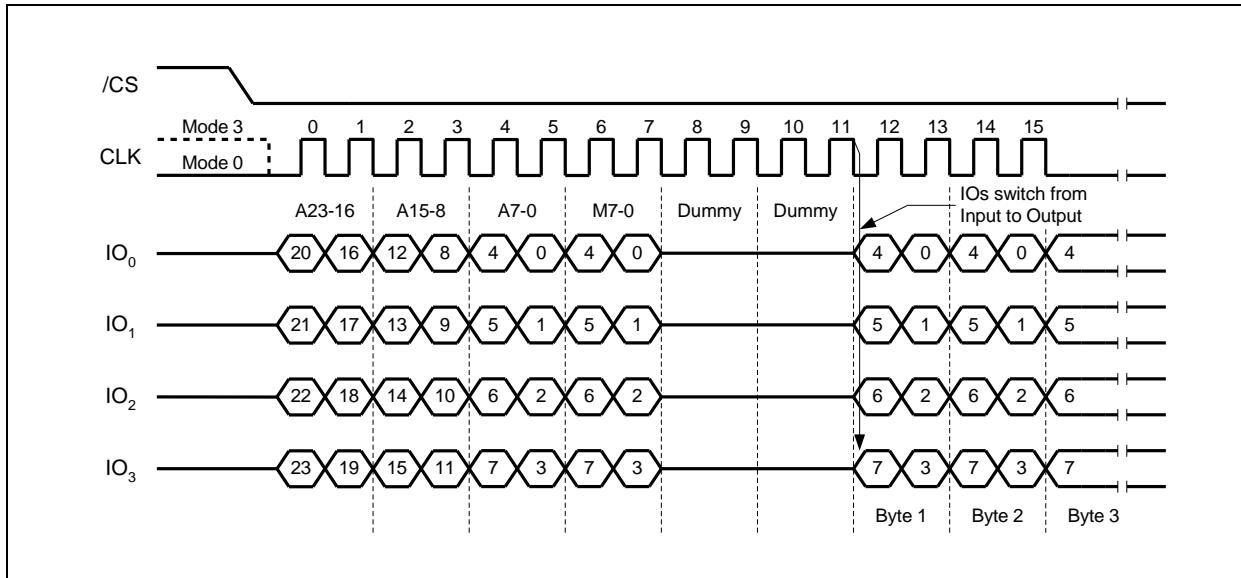 /CS
Mode 3 0 1 2 3 4 5 6 7 8 9 10 11 12 13 14 15
CLK
Mode 0
IOs switch from
Input to Output
A23-16 A15-8 A7-0 M7-0 Dummy Dummy
IO0 20 16 12 8 4 0 4 0 4 0 4 0 4
IO1 21 17 13 9 5 1 5 1 5 1 5 1 5
IO2 22 18 14 10 6 2 6 2 6 2 6 2 6
IO3 23 19 15 11 7 3 7 3 7 3 7 3 7
Byte 1 Byte 2 Byte 3